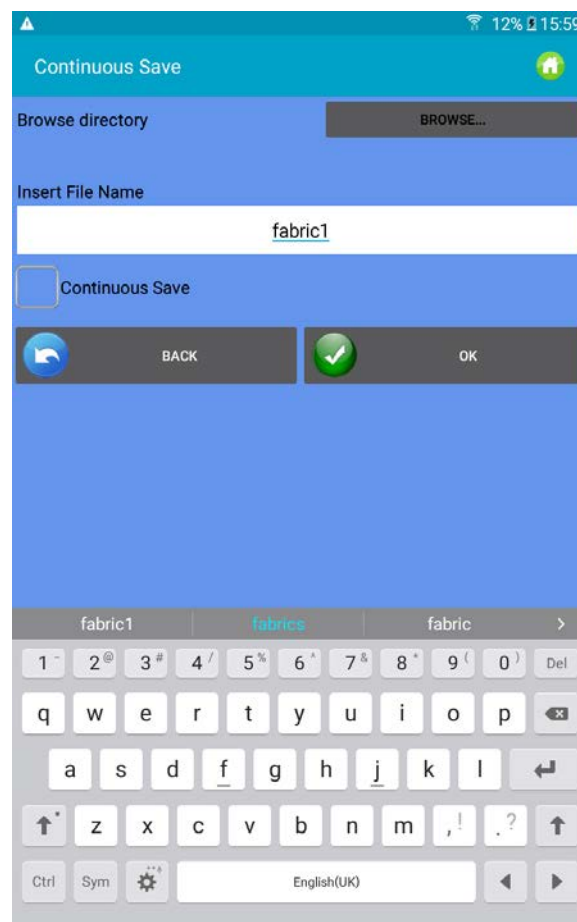 12% 15:59
Continuous Save
Browse directory BROWSE...
Insert File Name
fabric1
Continuous Save
BACK OK
fabric1 fabrics fabric >
1 - 2 @ 3 # 4 / 5 % 6 ^ 7 & 8 * 9 ( 0 ) Del
q w e r t y u i o p
a s d f g h j k l
z x c v b n m , ! . ?
Ctrl Sym English(UK)